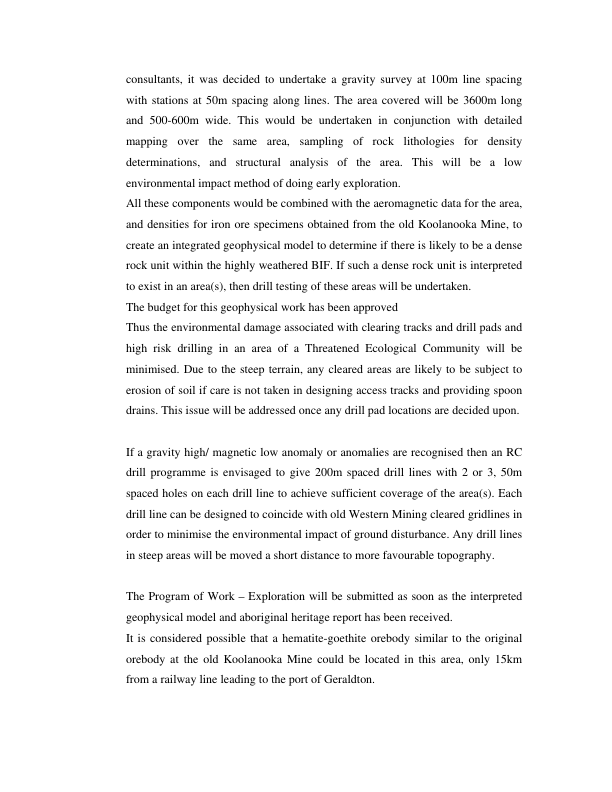 consultants, it was decided to undertake a gravity survey at 100m line spacing
with stations at 50m spacing along lines. The area covered will be 3600m long
and 500-600m wide. This would be undertaken in conjunction with detailed
mapping over the same area, sampling of rock lithologies for density
determinations, and structural analysis of the area. This will be a low
environmental impact method of doing early exploration.
All these components would be combined with the aeromagnetic data for the area,
and densities for iron ore specimens obtained from the old Koolanooka Mine, to
create an integrated geophysical model to determine if there is likely to be a dense
rock unit within the highly weathered BIF. If such a dense rock unit is interpreted
to exist in an area(s), then drill testing of these areas will be undertaken.
The budget for this geophysical work has been approved
Thus the environmental damage associated with clearing tracks and drill pads and
high risk drilling in an area of a Threatened Ecological Community will be
minimised. Due to the steep terrain, any cleared areas are likely to be subject to
erosion of soil if care is not taken in designing access tracks and providing spoon
drains. This issue will be addressed once any drill pad locations are decided upon.
If a gravity high/ magnetic low anomaly or anomalies are recognised then an RC
drill programme is envisaged to give 200m spaced drill lines with 2 or 3, 50m
spaced holes on each drill line to achieve sufficient coverage of the area(s). Each
drill line can be designed to coincide with old Western Mining cleared gridlines in
order to minimise the environmental impact of ground disturbance. Any drill lines
in steep areas will be moved a short distance to more favourable topography.
The Program of Work – Exploration will be submitted as soon as the interpreted
geophysical model and aboriginal heritage report has been received.
It is considered possible that a hematite-goethite orebody similar to the original
orebody at the old Koolanooka Mine could be located in this area, only 15km
from a railway line leading to the port of Geraldton.